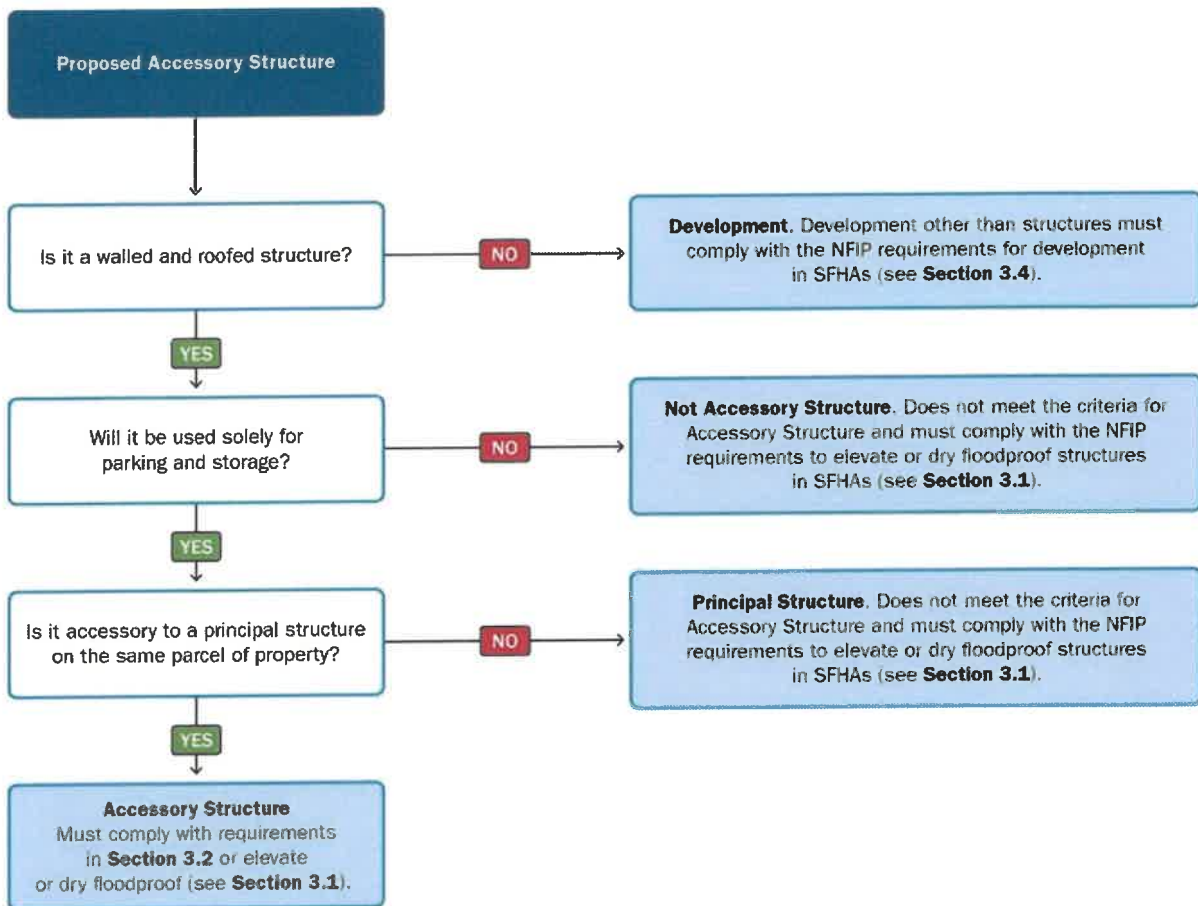 Proposed Accessory Structure
Is it a walled and roofed structure?
NO
Development. Development other than structures must
comply with the NFIP requirements for development
in SFHAs (see Section 3.4).
YES
Will it be used solely for
parking and storage?
NO
Not Accessory Structure. Does not meet the criteria for
Accessory Structure and must comply with the NFIP
requirements to elevate or dry floodproof structures
in SFHAs (see Section 3.1).
YES
Is it accessory to a principal structure
on the same parcel of property?
NO
Principal Structure. Does not meet the criteria for
Accessory Structure and must comply with the NFIP
requirements to elevate or dry floodproof structures
in SFHAs (see Section 3.1).
YES
Accessory Structure
Must comply with requirements
in Section 3.2 or elevate
or dry floodproof (see Section 3.1).